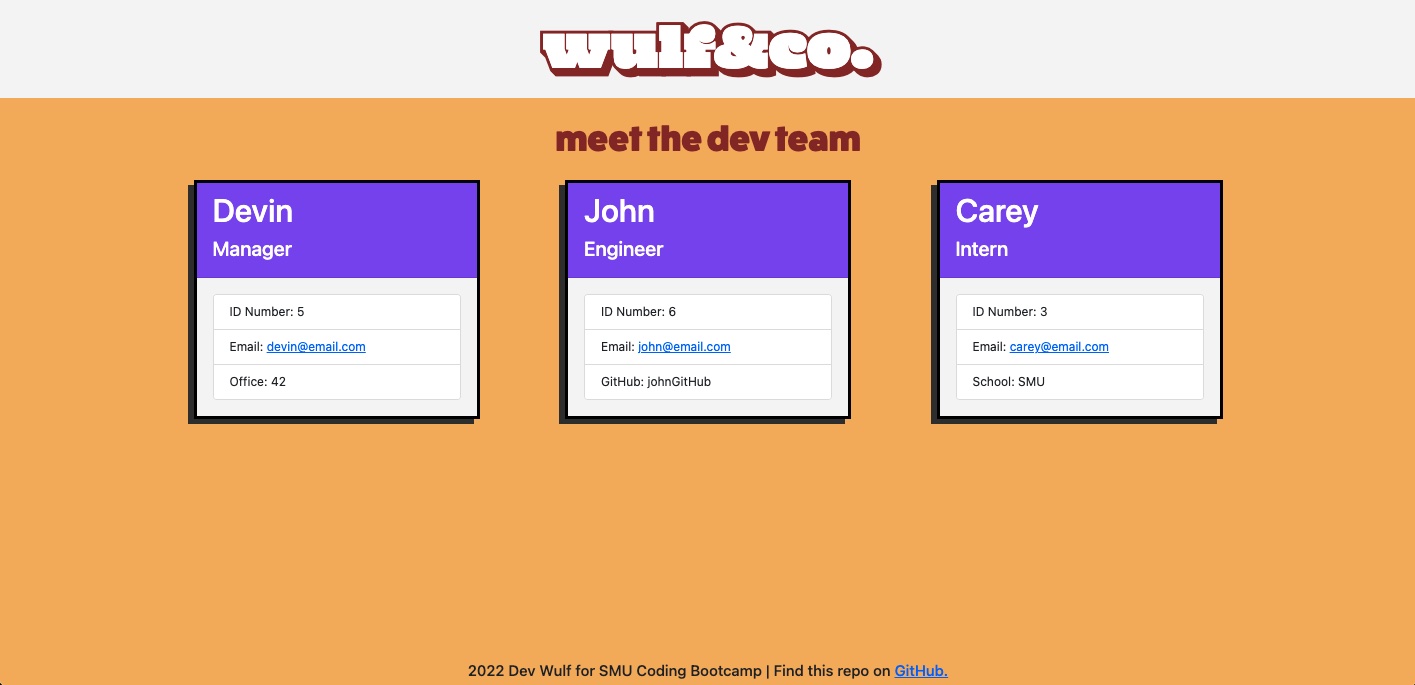 wulf&co.
meet the dev team
Devin
Manager
ID Number: 5
Email: devin@email.com
Office: 42
John
Engineer
ID Number: 6
Email: john@email.com
GitHub: johnGitHub
Carey
Intern
ID Number: 3
Email: carey@email.com
School: SMU
2022 Dev Wulf for SMU Coding Bootcamp | Find this repo on GitHub.